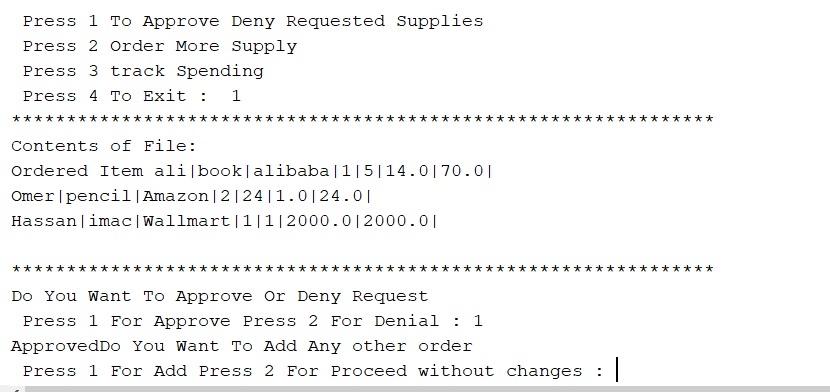 Press 1 To Approve Deny Requested Supplies
Press 2 Order More Supply
Press 3 track Spending
Press 4 To Exit :  1
****************************************************************
Contents of File:
Ordered Item ali|book|alibaba|1|5|14.0|70.0|
Omer|pencil|Amazon|2|24|1.0|24.0|
Hassan|imac|Wallmart|1|1|2000.0|2000.0|
****************************************************************
Do You Want To Approve Or Deny Request
Press 1 For Approve Press 2 For Denial : 1
ApprovedDo You Want To Add Any other order
Press 1 For Add Press 2 For Proceed without changes :